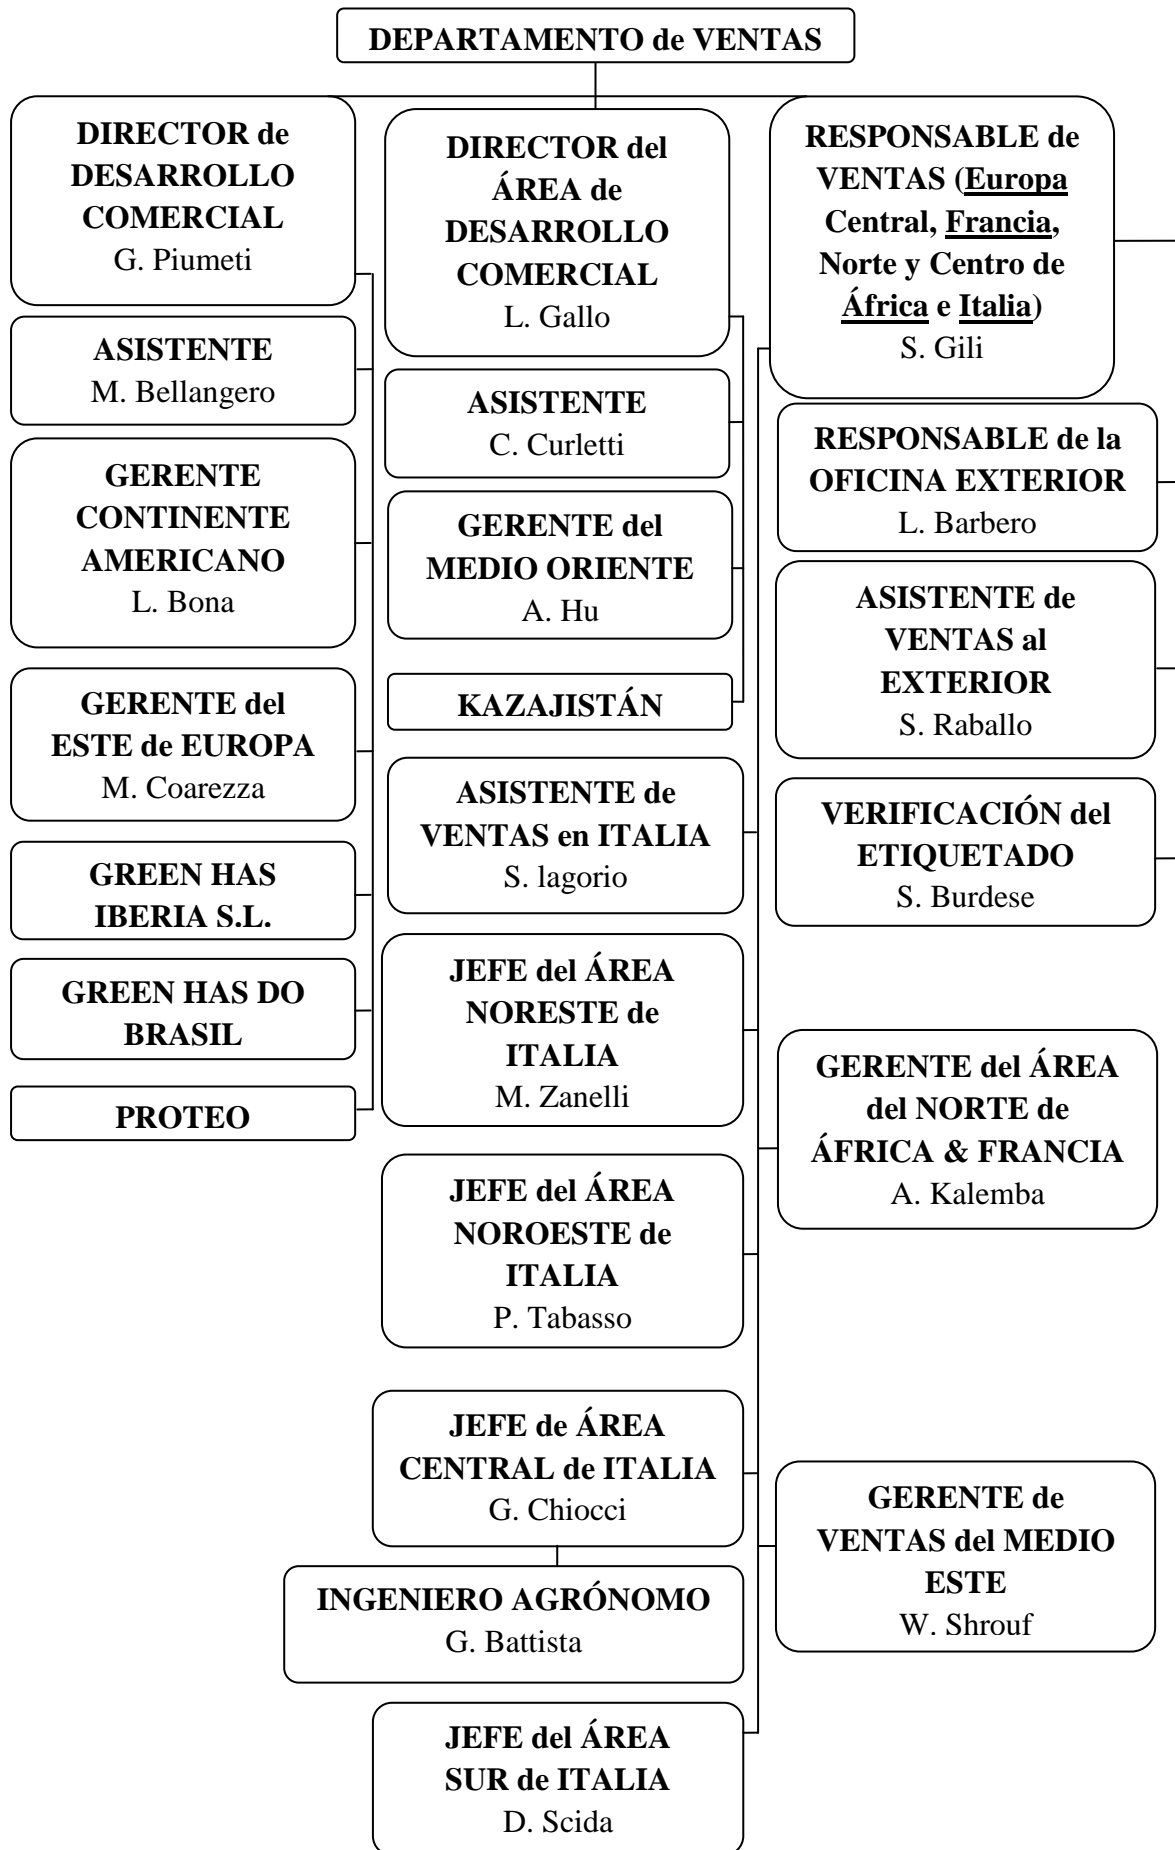 DEPARTAMENTO de VENTAS
DIRECTOR de
DESARROLLO
COMERCIAL
G. Piumeti
ASISTENTE
M. Bellangero
GERENTE
CONTINENTE
AMERICANO
L. Bona
GERENTE del
ESTE de EUROPA
M. Coarezza
GREEN HAS
IBERIA S.L.
GREEN HAS DO
BRASIL
PROTEO
DIRECTOR del
ÁREA de
DESARROLLO
COMERCIAL
L. Gallo
ASISTENTE
C. Curletti
GERENTE del
MEDIO ORIENTE
A. Hu
KAZAJISTÁN
ASISTENTE de
VENTAS en ITALIA
S. lagorio
JEFE del ÁREA
NORESTE de
ITALIA
M. Zanelli
JEFE del ÁREA
NOROESTE de
ITALIA
P. Tabasso
JEFE de ÁREA
CENTRAL de ITALIA
G. Chiocci
INGENIERO AGRÓNOMO
G. Battista
JEFE del ÁREA
SUR de ITALIA
D. Scida
RESPONSABLE de
VENTAS (Europa
Central, Francia,
Norte y Centro de
África e Italia)
S. Gili
RESPONSABLE de la
OFICINA EXTERIOR
L. Barbero
ASISTENTE de
VENTAS al
EXTERIOR
S. Raballo
VERIFICACIÓN del
ETIQUETADO
S. Burdese
GERENTE del ÁREA
del NORTE de
ÁFRICA & FRANCIA
A. Kalemba
GERENTE de
VENTAS del MEDIO
ESTE
W. Shrouf